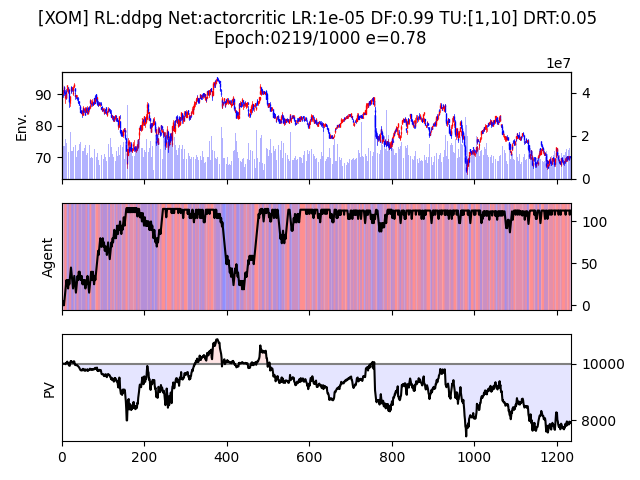 [XOM] RL:ddpg Net:actorcritic LR:1e-05 DF:0.99 TU:[1,10] DRT:0.05
Epoch:0219/1000 e=0.78
1e7
Env.
90
80
70
4
2
0
Agent
100
50
0
PV
10000
8000
0 200 400 600 800 1000 1200